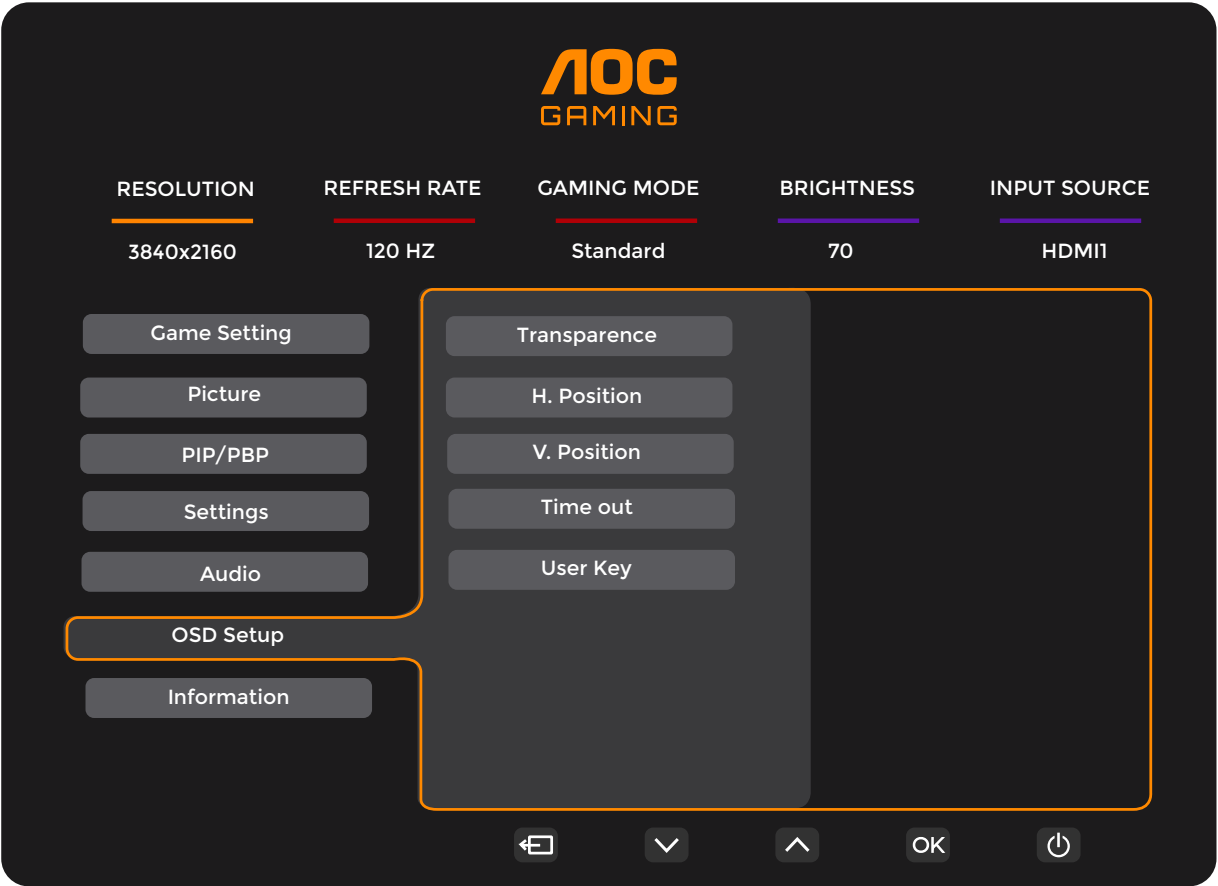 AOC
GAMING
RESOLUTION REFRESH RATE GAMING MODE BRIGHTNESS INPUT SOURCE
3840x2160 120 HZ Standard 70 HDMI1
Game Setting
Picture
PIP/PBP
Settings
Audio
OSD Setup
Information
Transparence
H. Position
V. Position
Time out
User Key
OK